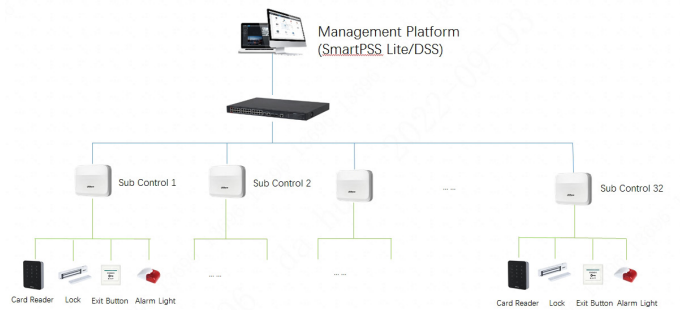 Management Platform
(SmartPSS Lite/DSS)
Sub Control 1
Sub Control 2
... ...
Sub Control 32
... ...
... ...
Card Reader Lock Exit Button Alarm Light
Card Reader Lock Exit Button Alarm Light